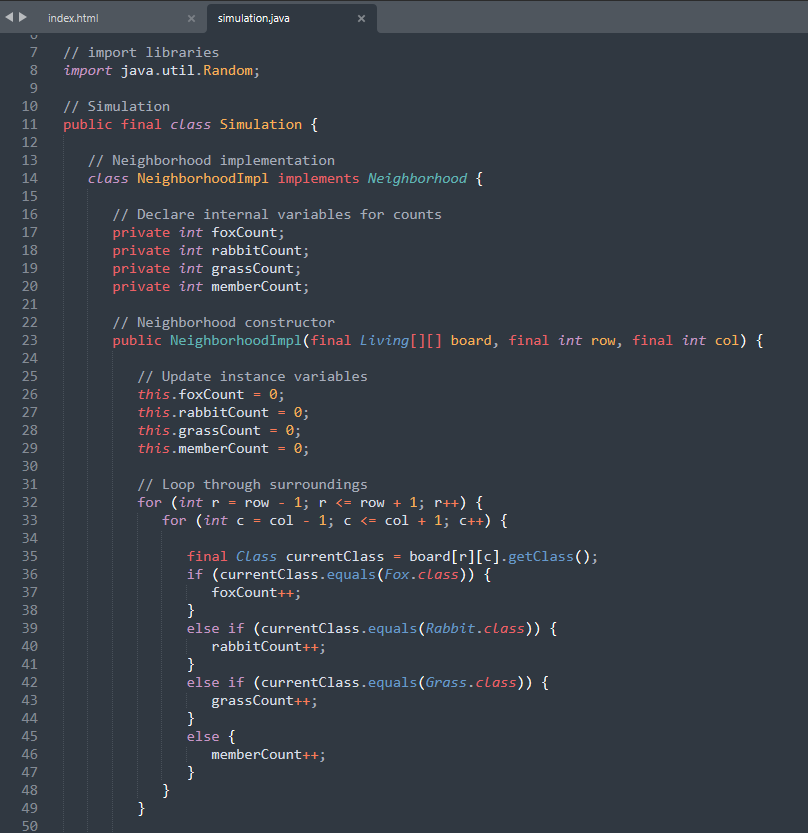 index.html × simulation.java ×
6
7 // import libraries
8 import java.util.Random;
9
10 // Simulation
11 public final class Simulation {
12
13 // Neighborhood implementation
14 class NeighborhoodImpl implements Neighborhood {
15
16 // Declare internal variables for counts
17 private int foxCount;
18 private int rabbitCount;
19 private int grassCount;
20 private int memberCount;
21
22 // Neighborhood constructor
23 public NeighborhoodImpl(final Living[][] board, final int row, final int col) {
24
25 // Update instance variables
26 this.foxCount = 0;
27 this.rabbitCount = 0;
28 this.grassCount = 0;
29 this.memberCount = 0;
30
31 // Loop through surroundings
32 for (int r = row - 1; r <= row + 1; r++) {
33 for (int c = col - 1; c <= col + 1; c++) {
34
35 final Class currentClass = board[r][c].getClass();
36 if (currentClass.equals(Fox.class)) {
37 foxCount++;
38 }
39 else if (currentClass.equals(Rabbit.class)) {
40 rabbitCount++;
41 }
42 else if (currentClass.equals(Grass.class)) {
43 grassCount++;
44 }
45 else {
46 memberCount++;
47 }
48 }
49 }
50